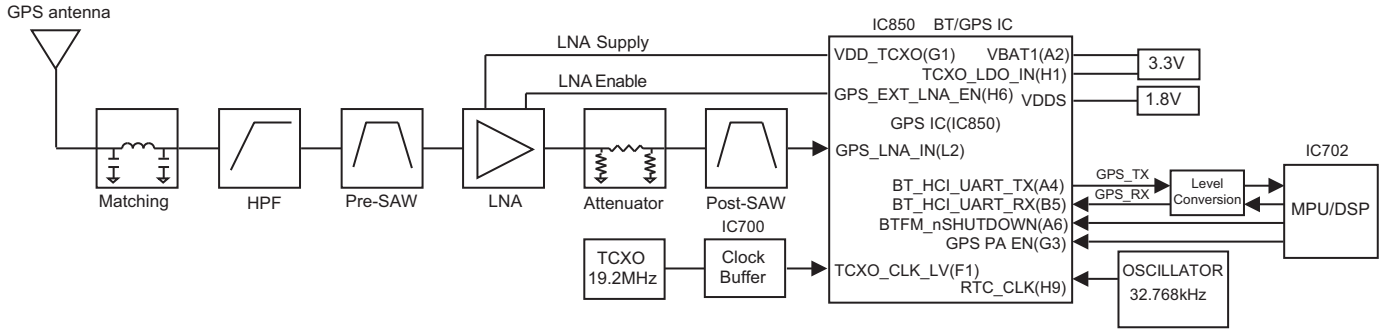 GPS antenna
IC850 BT/GPS IC
LNA Supply
VDD_TCXO(G1)
VBAT1(A2)
3.3V
TCXO_LDO_IN(H1)
LNA Enable
GPS_EXT_LNA_EN(H6)
VDDS
1.8V
GPS IC(IC850)
GPS_LNA_IN(L2)
IC702
Matching
HPF
Pre-SAW
LNA
Attenuator
Post-SAW
BT_HCI_UART_TX(A4)
GPS_TX
Level
Conversion
BT_HCI_UART_RX(B5)
GPS_RX
MPU/DSP
BTFM_nSHUTDOWN(A6)
GPS PA EN(G3)
IC700
TCXO
19.2MHz
Clock
Buffer
TCXO_CLK_LV(F1)
RTC_CLK(H9)
OSCILLATOR
32.768kHz